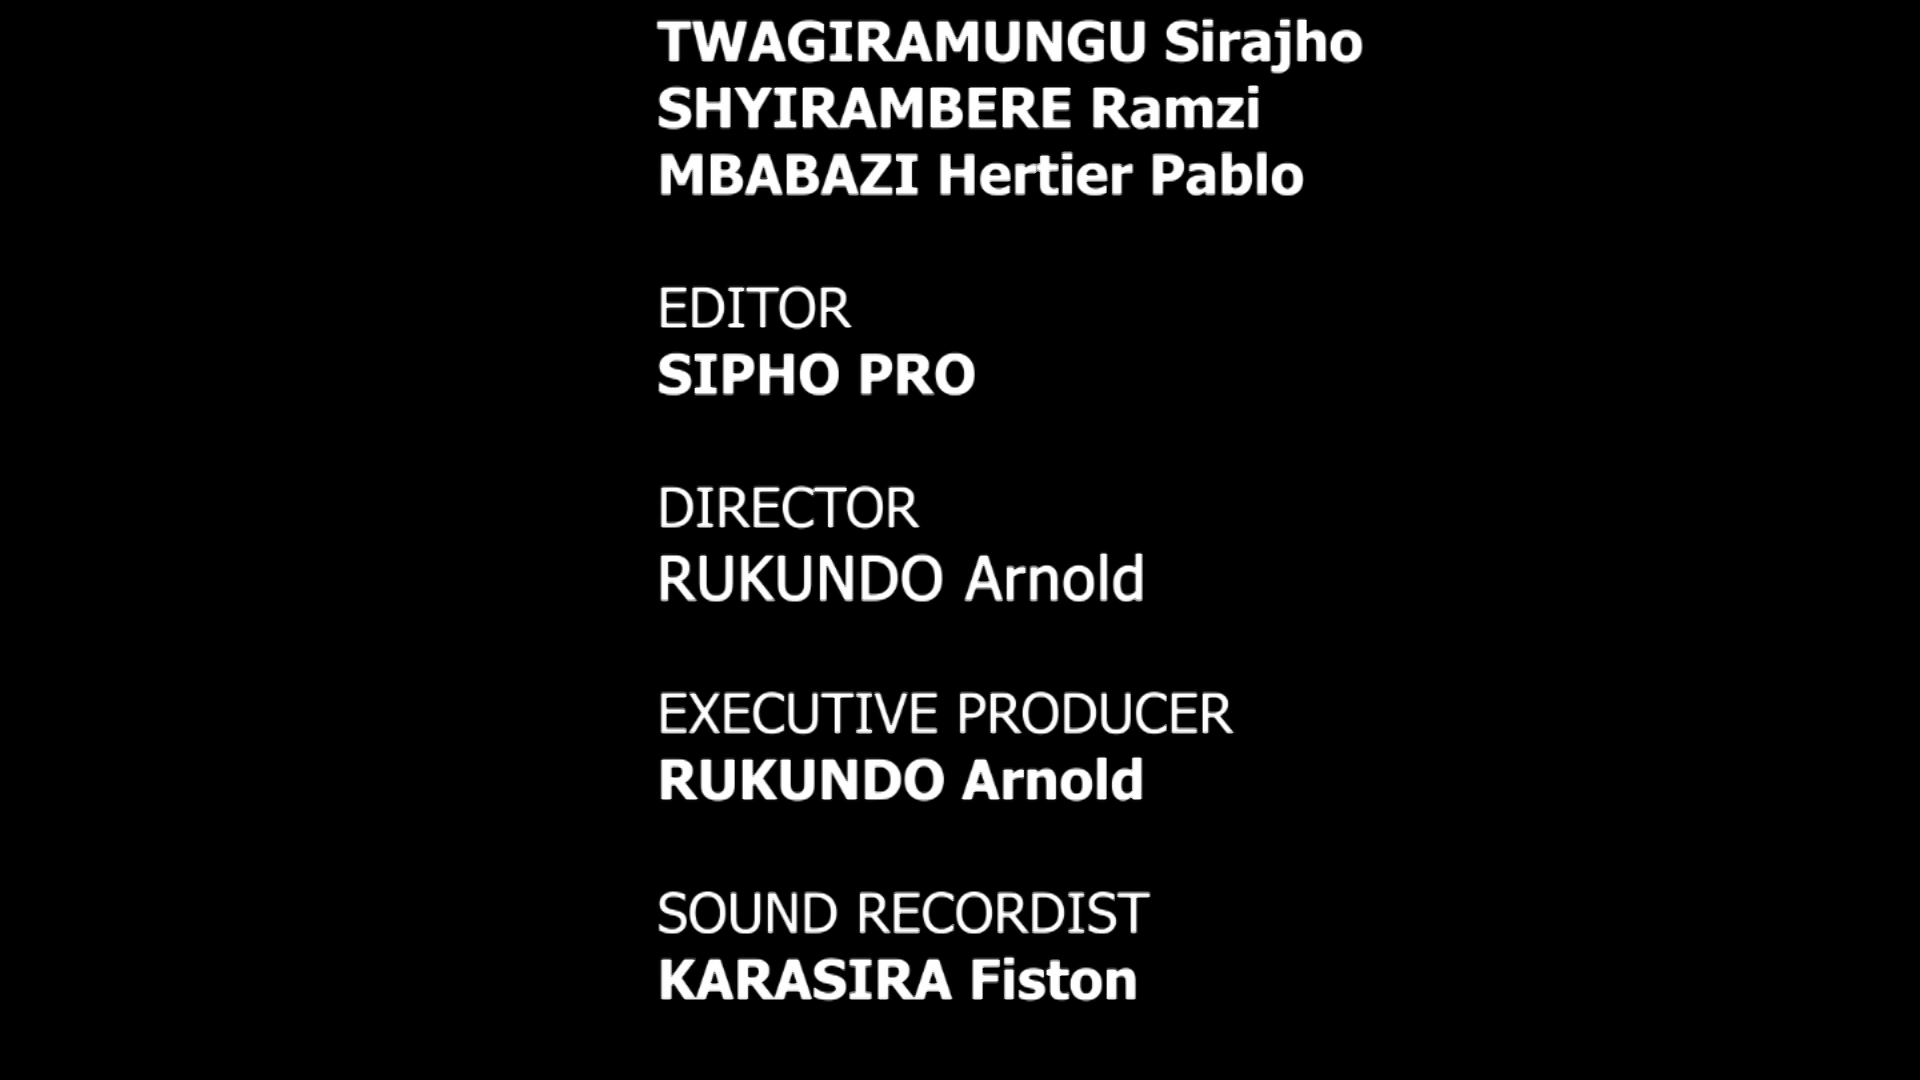 TWAGIRAMUNGU Sirajho
SHYIRAMBERE Ramzi
MBABAZI Hertier Pablo
EDITOR
SIPHO PRO
DIRECTOR
RUKUNDO Arnold
EXECUTIVE PRODUCER
RUKUNDO Arnold
SOUND RECORDIST
KARASIRA Fiston